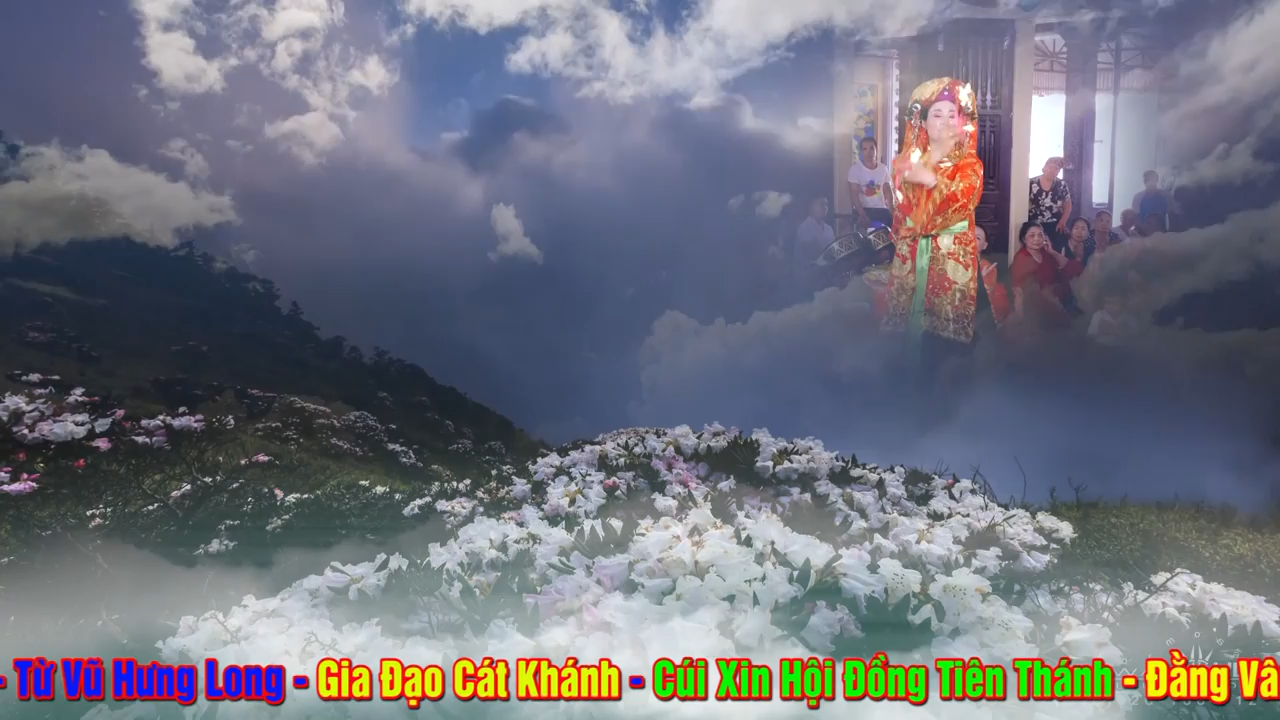 - Từ Vũ Hưng Long - Gia Đạo Cát Khánh - Cúi Xin Hội Đồng Tiên Thánh - Đằng Vâ